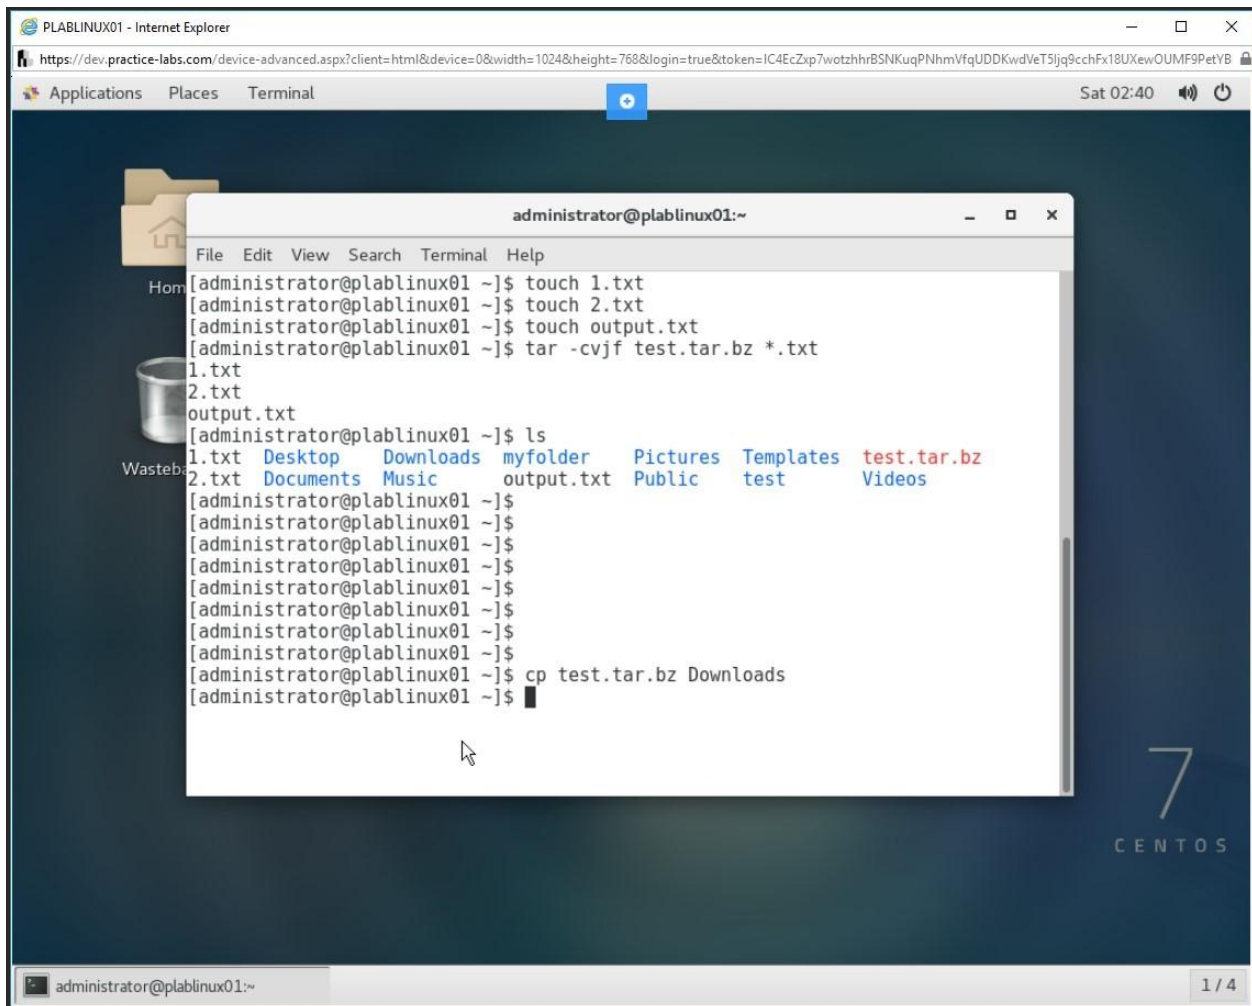 PLABLINUX01 - Internet Explorer
https://dev.practice-labs.com/device-advanced.aspx?client=html&device=0&width=1024&height=768&login=true&token=IC4EcZxp7wotzhhrBSNKuqPNhmVfqUDDKwdVeT5ljq9cchFx18UXewOUMF9PetYB
Applications Places Terminal Sat 02:40
administrator@plablinux01:~
File Edit View Search Terminal Help
Hom
Wasteba
[administrator@plablinux01 ~]$ touch 1.txt
[administrator@plablinux01 ~]$ touch 2.txt
[administrator@plablinux01 ~]$ touch output.txt
[administrator@plablinux01 ~]$ tar -cvjf test.tar.bz *.txt
1.txt
2.txt
output.txt
[administrator@plablinux01 ~]$ ls
1.txt Desktop Downloads myfolder Pictures Templates test.tar.bz
2.txt Documents Music output.txt Public test Videos
[administrator@plablinux01 ~]$
[administrator@plablinux01 ~]$
[administrator@plablinux01 ~]$
[administrator@plablinux01 ~]$
[administrator@plablinux01 ~]$
[administrator@plablinux01 ~]$
[administrator@plablinux01 ~]$
[administrator@plablinux01 ~]$
[administrator@plablinux01 ~]$ cp test.tar.bz Downloads
[administrator@plablinux01 ~]$
7
CENTOS
administrator@plablinux01:~ 1 / 4